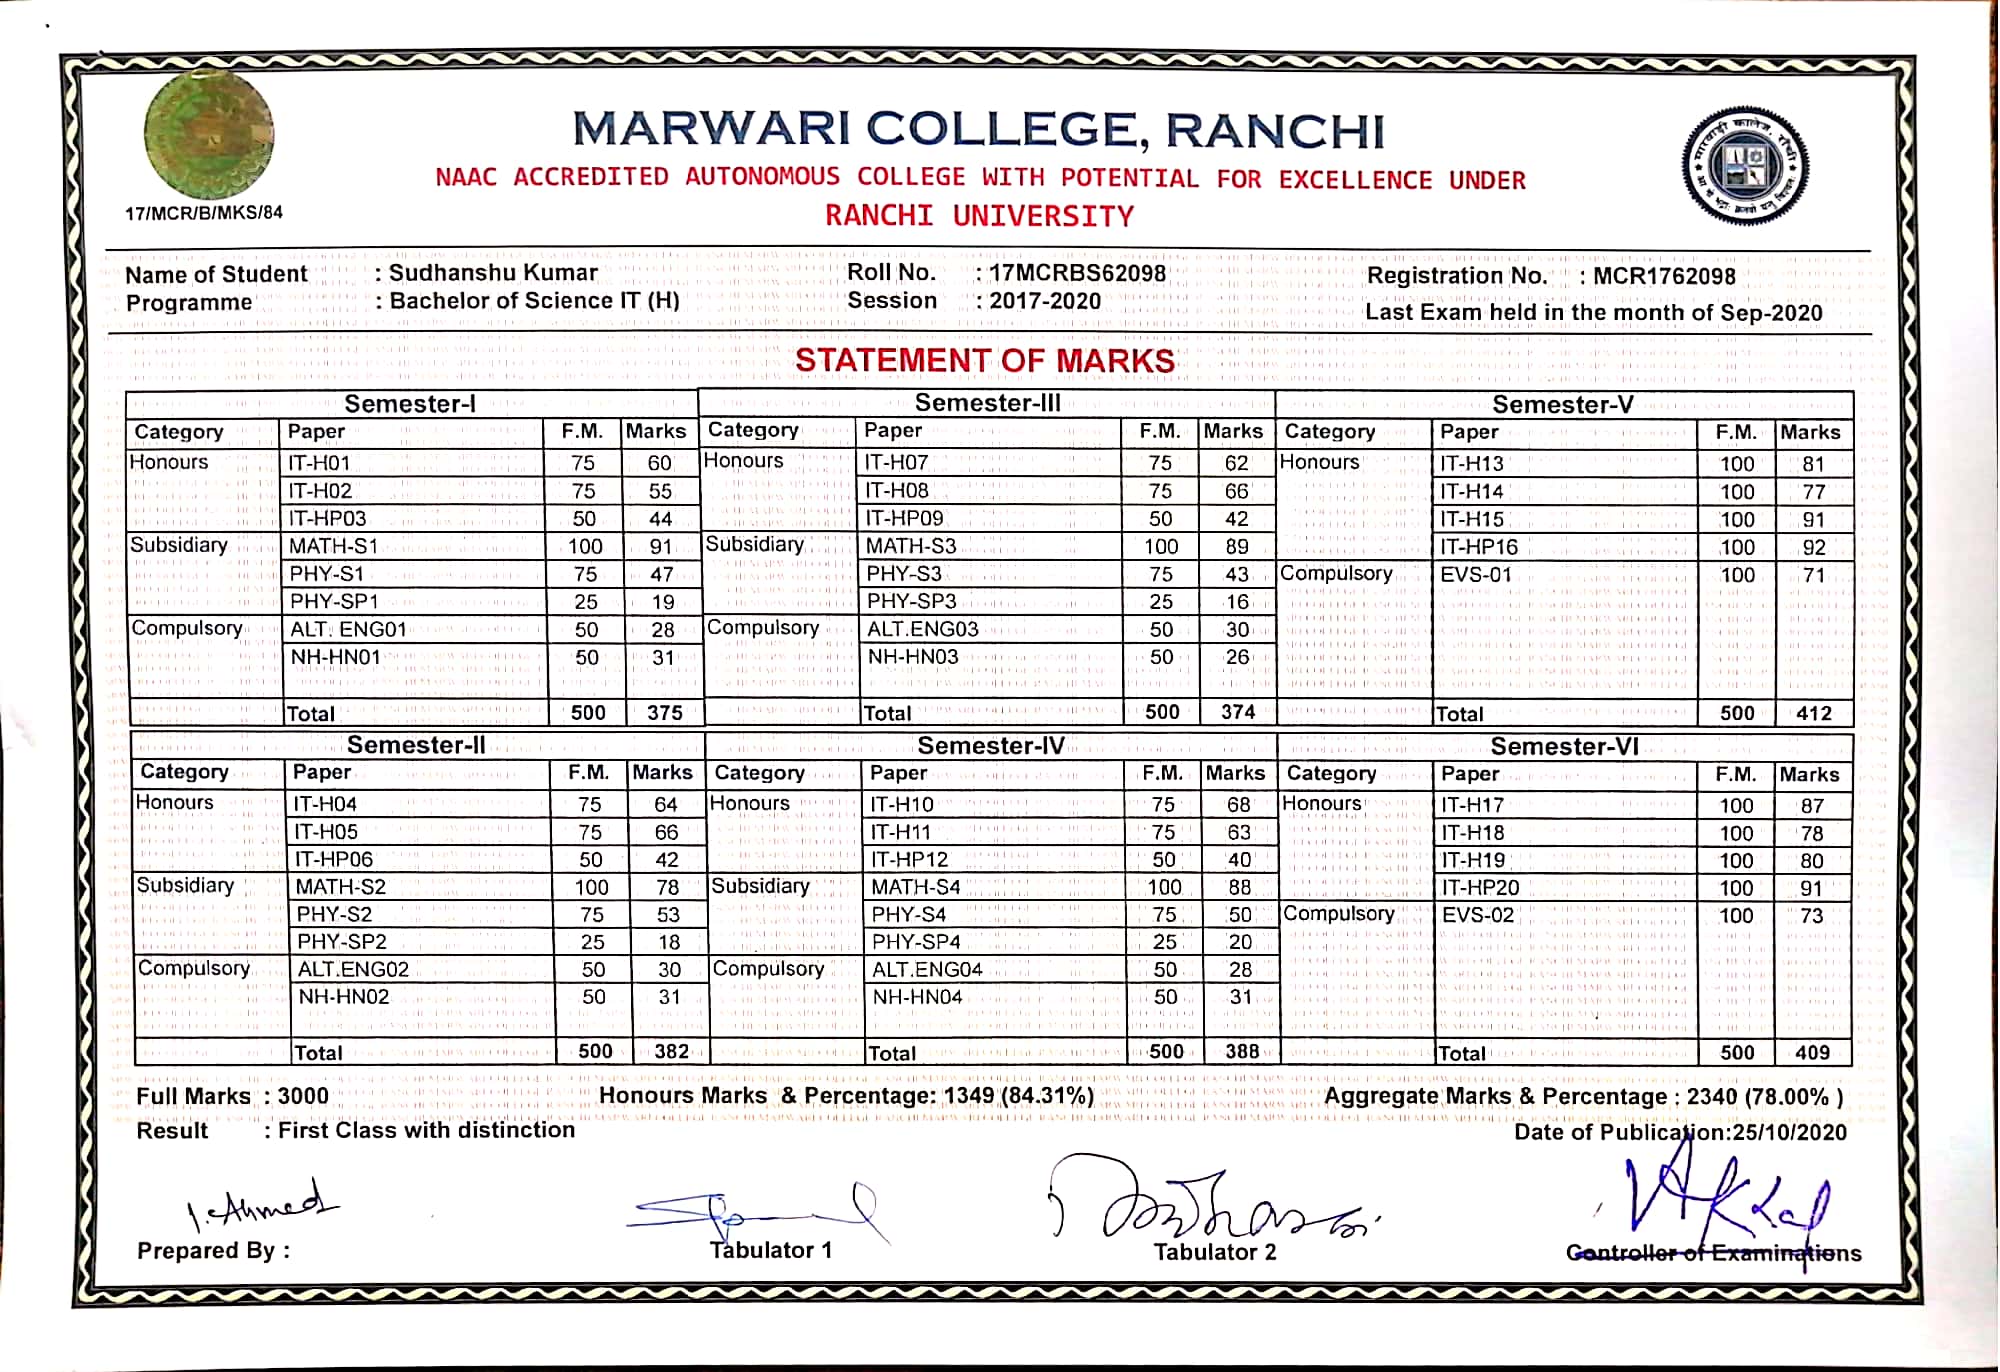 MARWARI COLLEGE, RANCHI
NAAC ACCREDITED AUTONOMOUS COLLEGE WITH POTENTIAL FOR EXCELLENCE UNDER
RANCHI UNIVERSITY
17/MCR/B/MKS/84
मारवाड़ी कालेज, राँची
Name of Student : Sudhanshu Kumar Roll No. : 17MCRBS62098 Registration No. : MCR1762098
Programme : Bachelor of Science IT (H) Session : 2017-2020 Last Exam held in the month of Sep-2020
STATEMENT OF MARKS
Semester-I Semester-III Semester-V
Category Paper F.M. Marks Category Paper F.M. Marks Category Paper F.M. Marks
Honours IT-H01 75 60 Honours IT-H07 75 62 Honours IT-H13 100 81
IT-H02 75 55 IT-H08 75 66 IT-H14 100 77
IT-HP03 50 44 IT-HP09 50 42 IT-H15 100 91
Subsidiary MATH-S1 100 91 Subsidiary MATH-S3 100 89 IT-HP16 100 92
PHY-S1 75 47 PHY-S3 75 43 Compulsory EVS-01 100 71
PHY-SP1 25 19 PHY-SP3 25 16
Compulsory ALT. ENG01 50 28 Compulsory ALT.ENG03 50 30
NH-HN01 50 31 NH-HN03 50 26
Total 500 375 Total 500 374 Total 500 412
Semester-II Semester-IV Semester-VI
Category Paper F.M. Marks Category Paper F.M. Marks Category Paper F.M. Marks
Honours IT-H04 75 64 Honours IT-H10 75 68 Honours IT-H17 100 87
IT-H05 75 66 IT-H11 75 63 IT-H18 100 78
IT-HP06 50 42 IT-HP12 50 40 IT-H19 100 80
Subsidiary MATH-S2 100 78 Subsidiary MATH-S4 100 88 IT-HP20 100 91
PHY-S2 75 53 PHY-S4 75 50 Compulsory EVS-02 100 73
PHY-SP2 25 18 PHY-SP4 25 20
Compulsory ALT.ENG02 50 30 Compulsory ALT.ENG04 50 28
NH-HN02 50 31 NH-HN04 50 31
Total 500 382 Total 500 388 Total 500 409
Full Marks : 3000 Honours Marks & Percentage: 1349 (84.31%) Aggregate Marks & Percentage : 2340 (78.00% )
Result : First Class with distinction Date of Publication:25/10/2020
J. Ahmed
Prepared By : Tabulator 1 Tabulator 2 Controller of Examinations